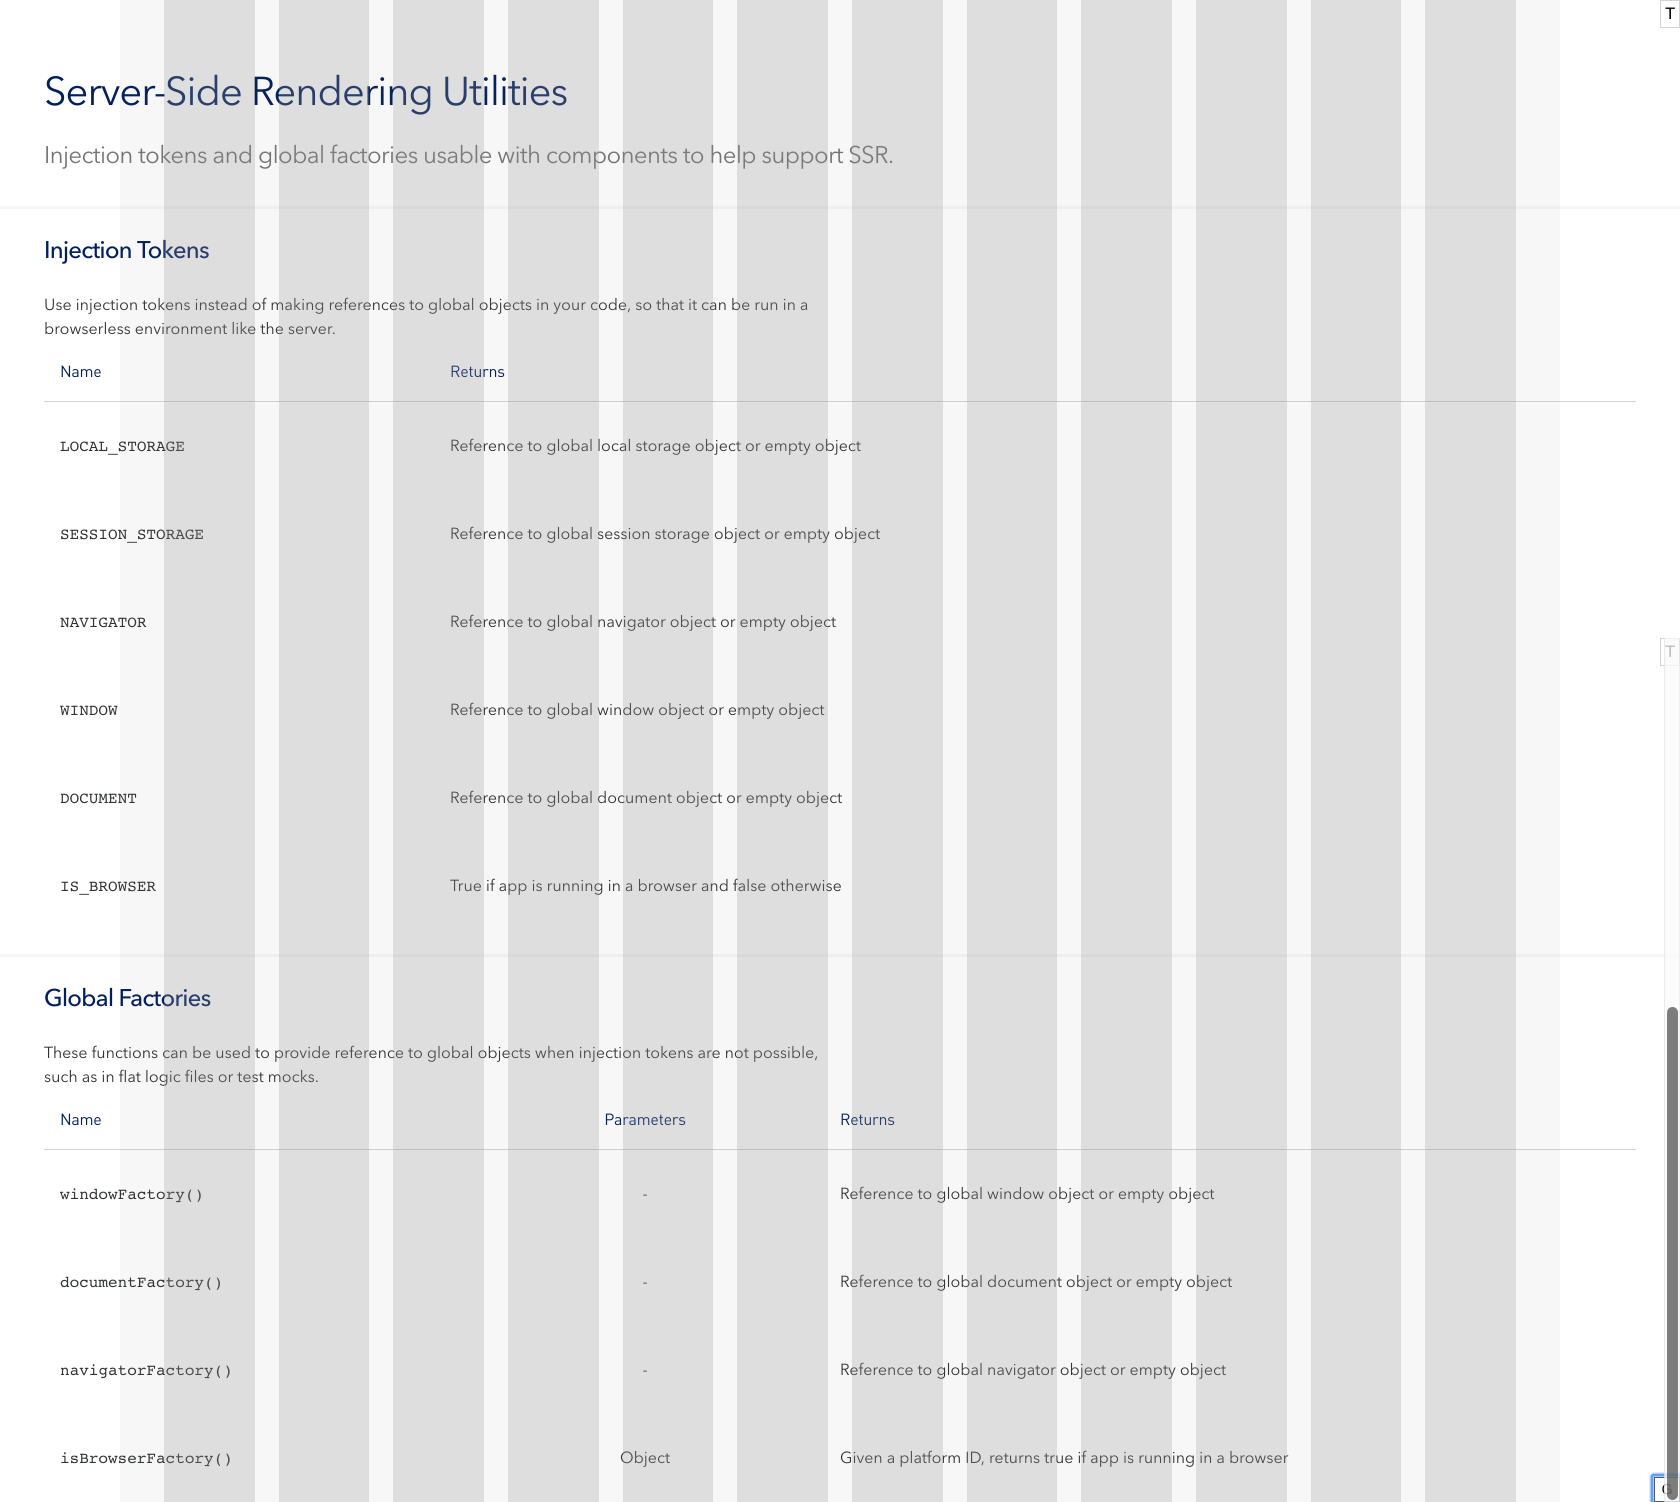 T
Server-Side Rendering Utilities
Injection tokens and global factories usable with components to help support SSR.
Injection Tokens
Use injection tokens instead of making references to global objects in your code, so that it can be run in a
browserless environment like the server.
Name Returns
LOCAL_STORAGE Reference to global local storage object or empty object
SESSION_STORAGE Reference to global session storage object or empty object
NAVIGATOR Reference to global navigator object or empty object
T
WINDOW Reference to global window object or empty object
DOCUMENT Reference to global document object or empty object
IS_BROWSER True if app is running in a browser and false otherwise
Global Factories
These functions can be used to provide reference to global objects when injection tokens are not possible,
such as in flat logic files or test mocks.
Name Parameters Returns
windowFactory() - Reference to global window object or empty object
documentFactory() - Reference to global document object or empty object
navigatorFactory() - Reference to global navigator object or empty object
isBrowserFactory() Object Given a platform ID, returns true if app is running in a browser